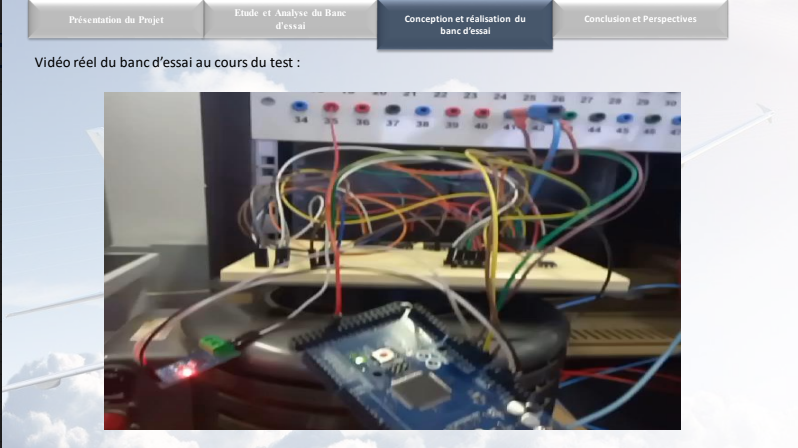 Présentation du Projet
Etude et Analyse du Banc
d'essai
Conception et réalisation du
banc d'essai
Conclusion et Perspectives
Vidéo réel du banc d'essai au cours du test :
24 25 26 27 28 29 30
34 35 36 37 38 39 40 41 42 44 45 46